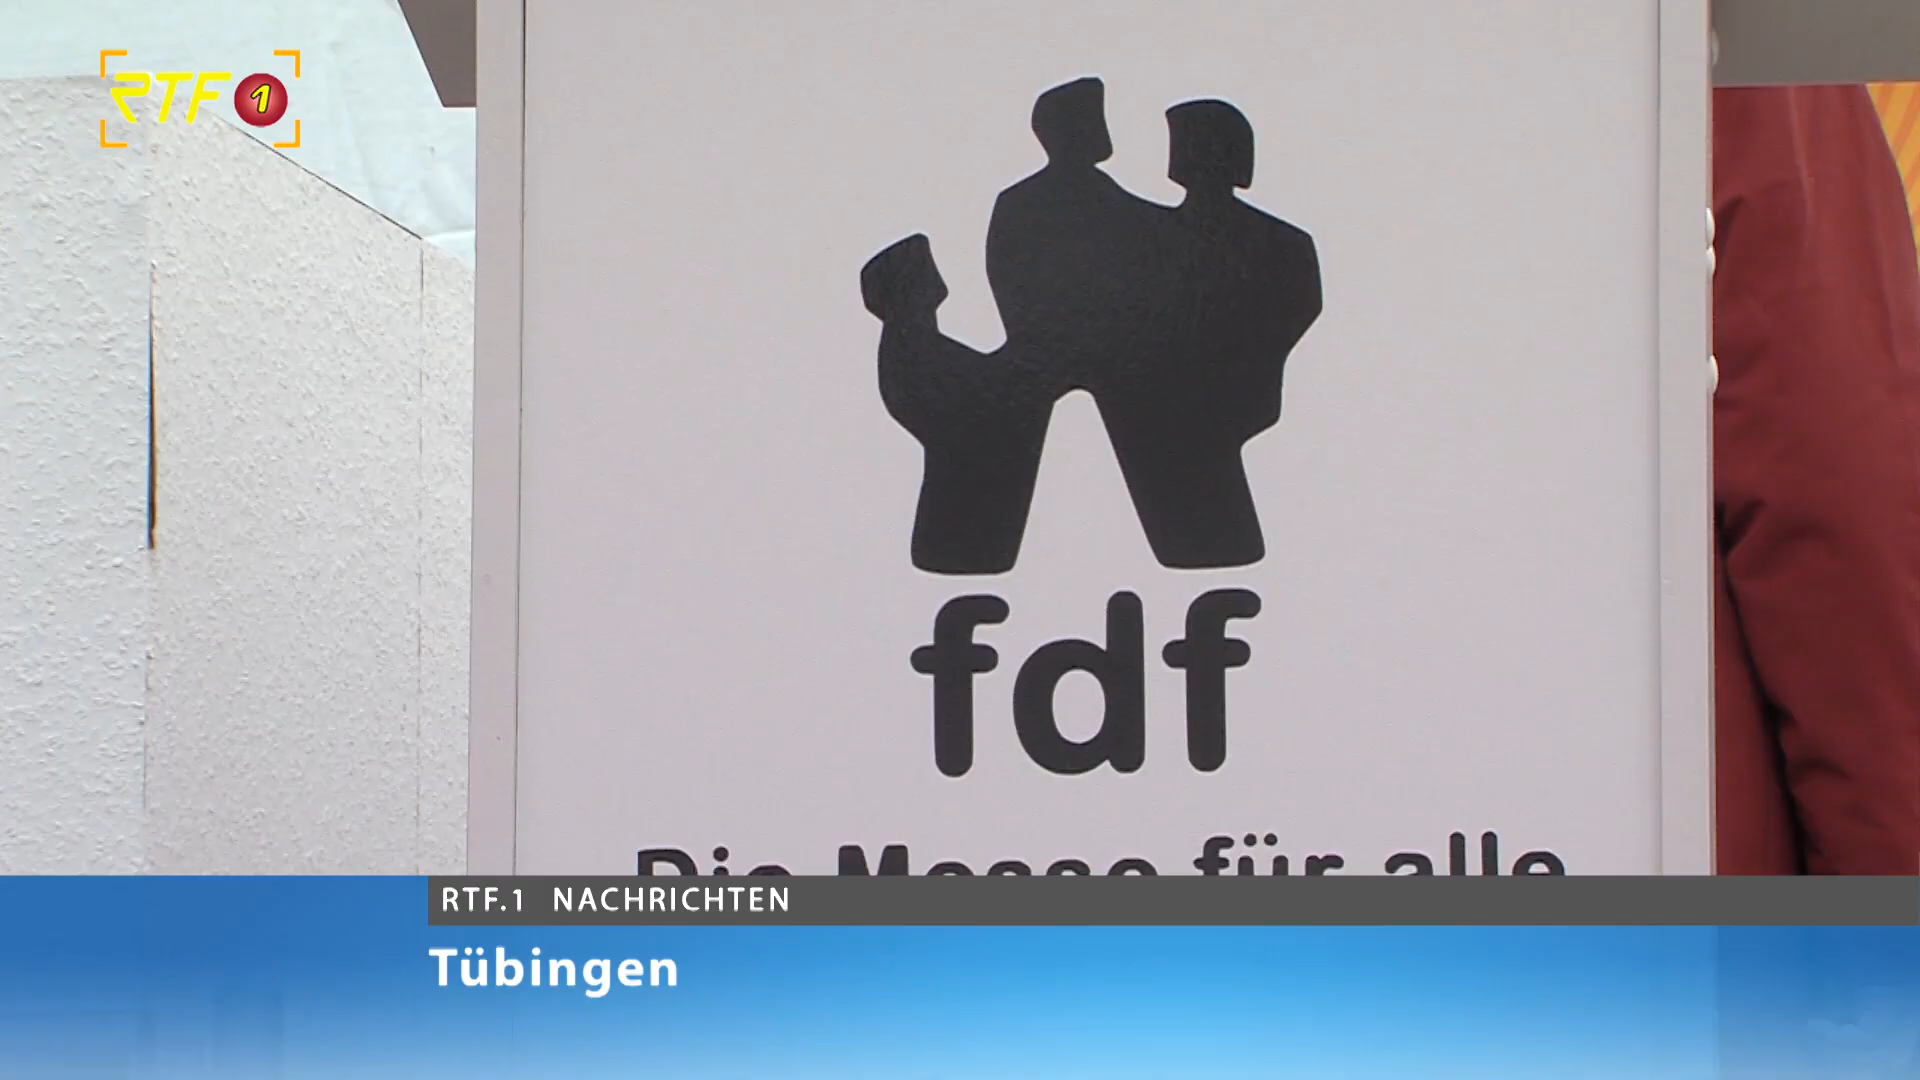 RTF 1
fdf
Die Messe für alle
RTF.1 NACHRICHTEN
Tübingen